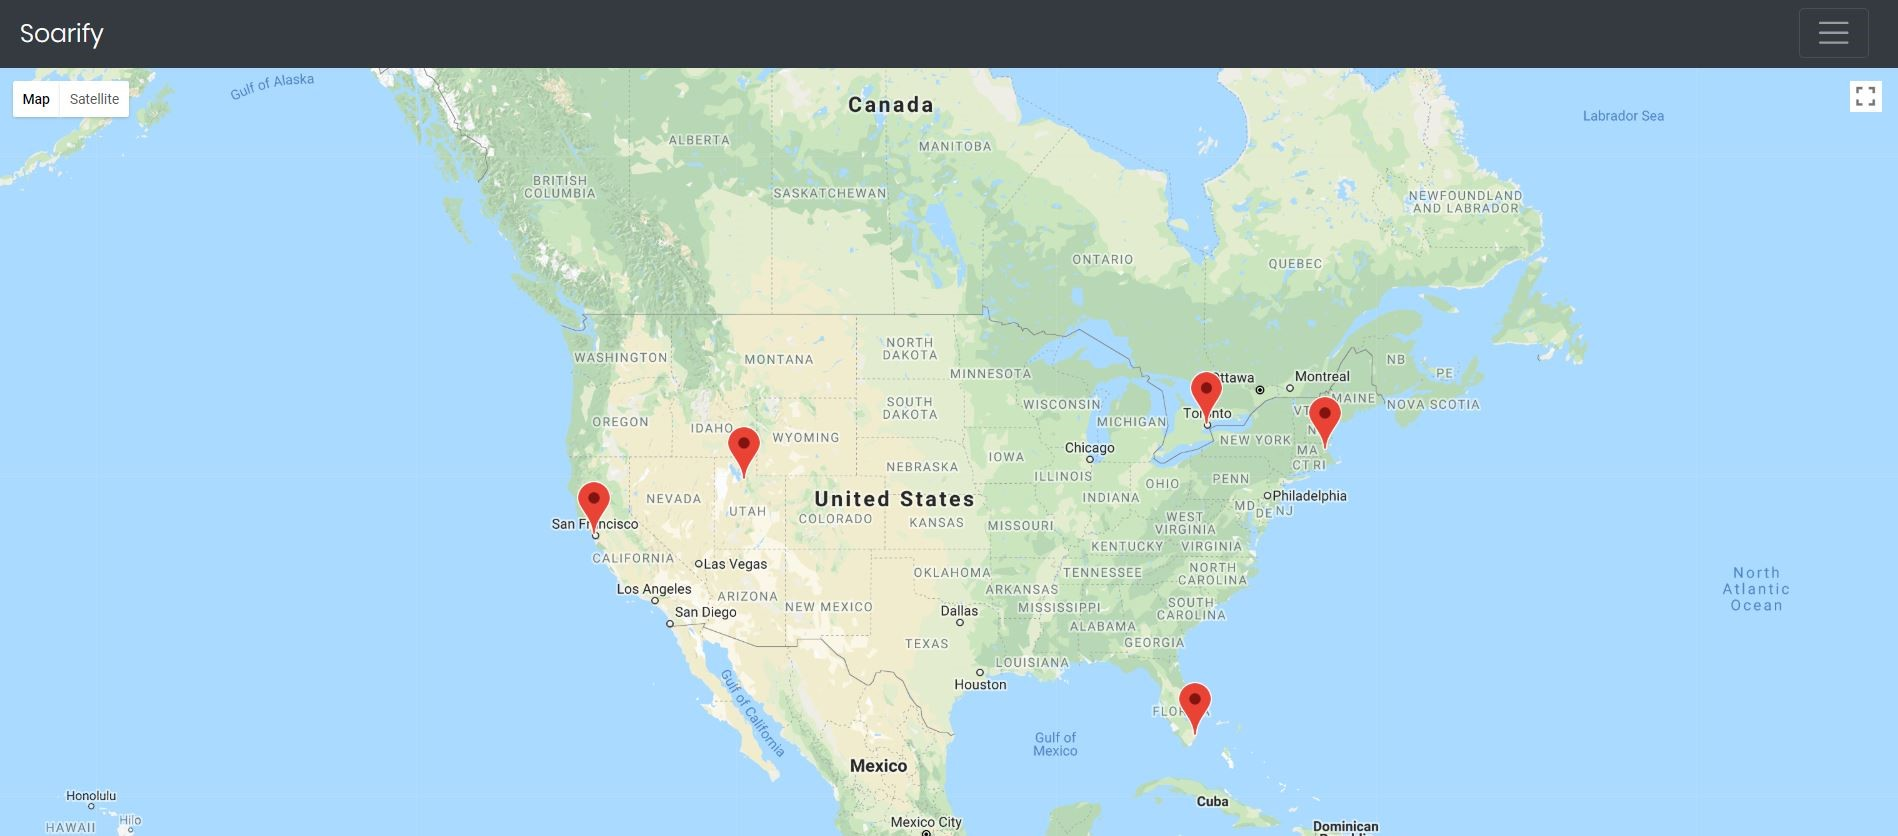 Soarify
Map
Satellite
Gulf of Alaska
Canada
Labrador Sea
ALBERTA
MANITOBA
BRITISH
COLUMBIA
SASKATCHEWAN
NEWFOUNDLAND
AND LABRADOR
ONTARIO
QUEBEC
WASHINGTON
MONTANA
NORTH
DAKOTA
MINNESOTA
NB
PE
Montreal
OREGON
IDAHO
WYOMING
SOUTH
DAKOTA
WISCONSIN
MICHIGAN
MAINE
NOVA SCOTIA
VT
NEW YORK
Chicago
MA
CT RI
IOWA
NEBRASKA
ILLINOIS
INDIANA
OHIO
PENN
Philadelphia
MD
DE
NJ
NEVADA
UTAH
United States
COLORADO
KANSAS
MISSOURI
WEST
VIRGINIA
KENTUCKY
VIRGINIA
CALIFORNIA
Las Vegas
OKLAHOMA
TENNESSEE
NORTH
CAROLINA
North
Atlantic
Ocean
Los Angeles
ARIZONA
NEW MEXICO
ARKANSAS
MISSISSIPPI
SOUTH
CAROLINA
San Diego
Dallas
ALABAMA
TEXAS
GEORGIA
LOUISIANA
Houston
Gulf of California
Gulf of
Mexico
Mexico
Honolulu
HAWAII
Hilo
Cuba
Mexico City
Dominican